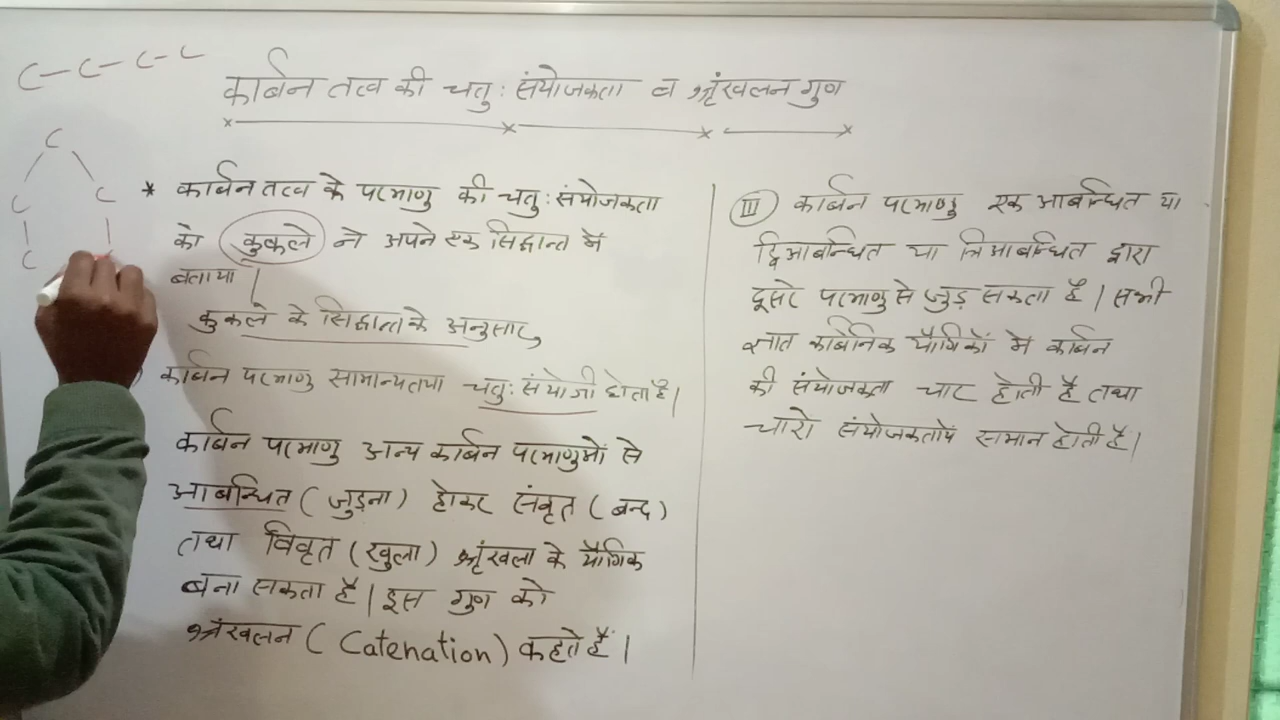 C-C-C-C
कार्बन तत्व की चतु: संयोजकता व श्रृंखलन गुण
C
C C
C
* कार्बन तत्व के परमाणु की चतु: संयोजकता
को कुकले ने अपने एक सिद्धान्त में
बताया |
कुकले के सिद्धान्त के अनुसार,
कार्बन परमाणु सामान्यतया चतु: संयोजी होता है |
कार्बन परमाणु अन्य कार्बन परमाणुओं से
आबन्धित ( जुड़ना ) होकर संवृत ( बन्द )
तथा विवृत ( खुला ) श्रृंखला के यौगिक
बना सकता है | इस गुण को
श्रृंखलन ( Catenation ) कहते हैं |
III कार्बन परमाणु एक आबन्धित या
द्विआबन्धित या त्रिआबन्धित द्वारा
दूसरे परमाणु से जुड़ सकता है | सभी
ज्ञात कार्बनिक यौगिकों में कार्बन
की संयोजकता चार होती है तथा
चारो संयोजकतायें समान होती है |